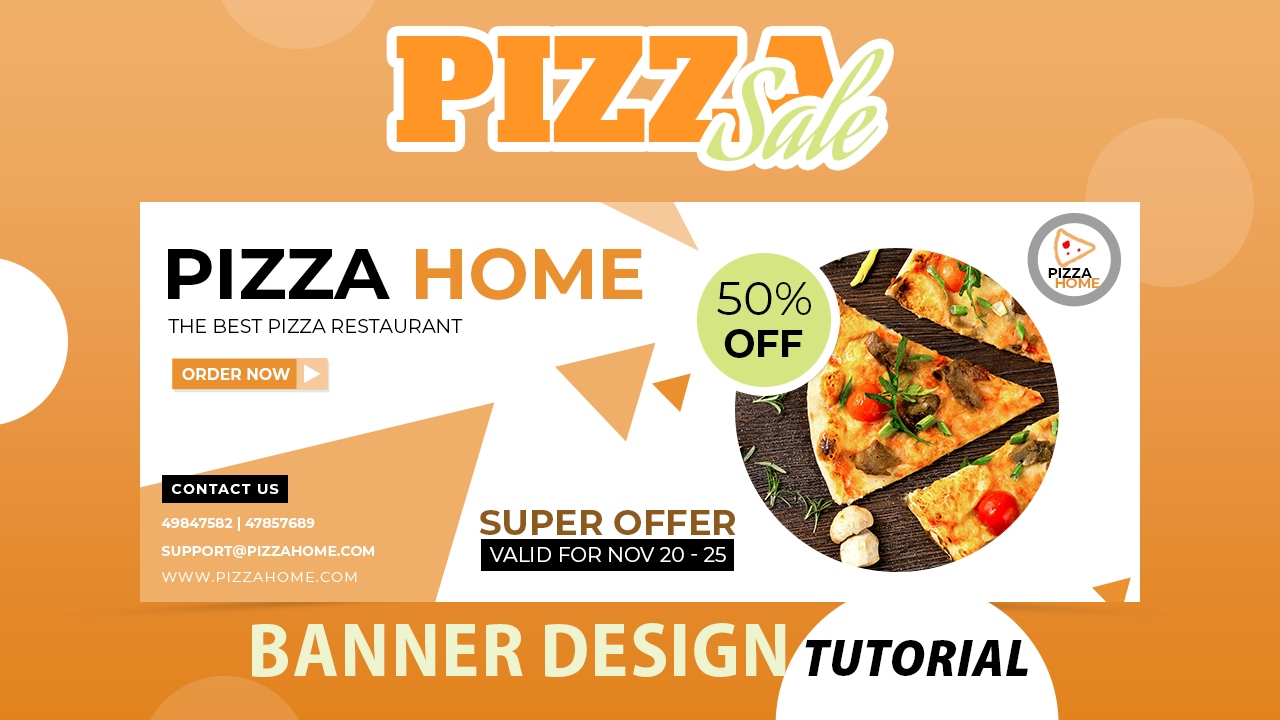 PIZZA
Sale
PIZZA HOME
THE BEST PIZZA RESTAURANT
ORDER NOW
50%
OFF
PIZZA
HOME
CONTACT US
49847582 | 47857689
SUPPORT@PIZZAHOME.COM
WWW.PIZZAHOME.COM
SUPER OFFER
VALID FOR NOV 20 - 25
BANNER DESIGN TUTORIAL